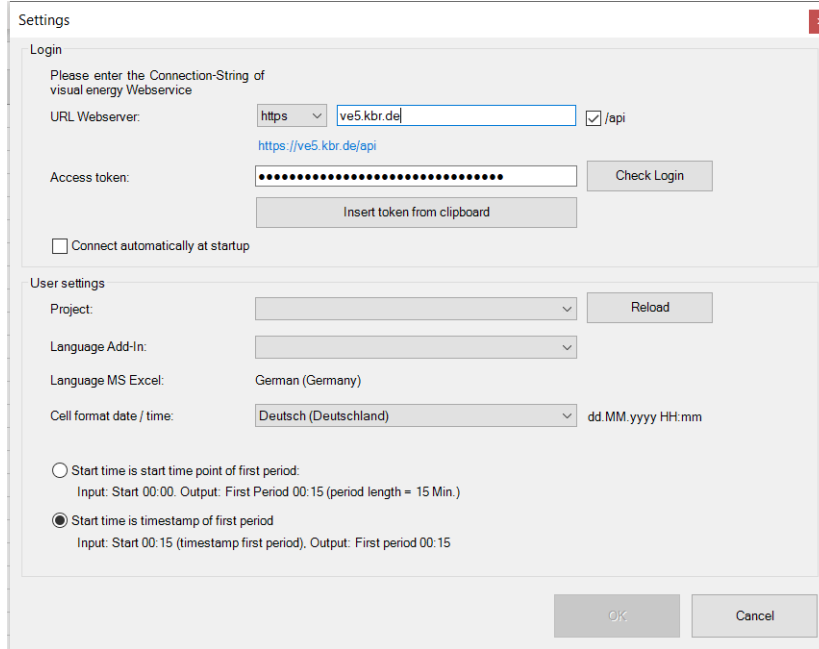 Settings
Login
Please enter the Connection-String of
visual energy Webservice
URL Webserver: https ve5.kbr.de /api
https://ve5.kbr.de/api
Access token: ●●●●●●●●●●●●●●●●●●●●●●●●●●●●●●●● Check Login
Insert token from clipboard
Connect automatically at startup
User settings
Project: Reload
Language Add-In:
Language MS Excel: German (Germany)
Cell format date / time: Deutsch (Deutschland) dd.MM.yyyy HH:mm
Start time is start time point of first period:
Input: Start 00:00. Output: First Period 00:15 (period length = 15 Min.)
Start time is timestamp of first period
Input: Start 00:15 (timestamp first period), Output: First period 00:15
OK Cancel